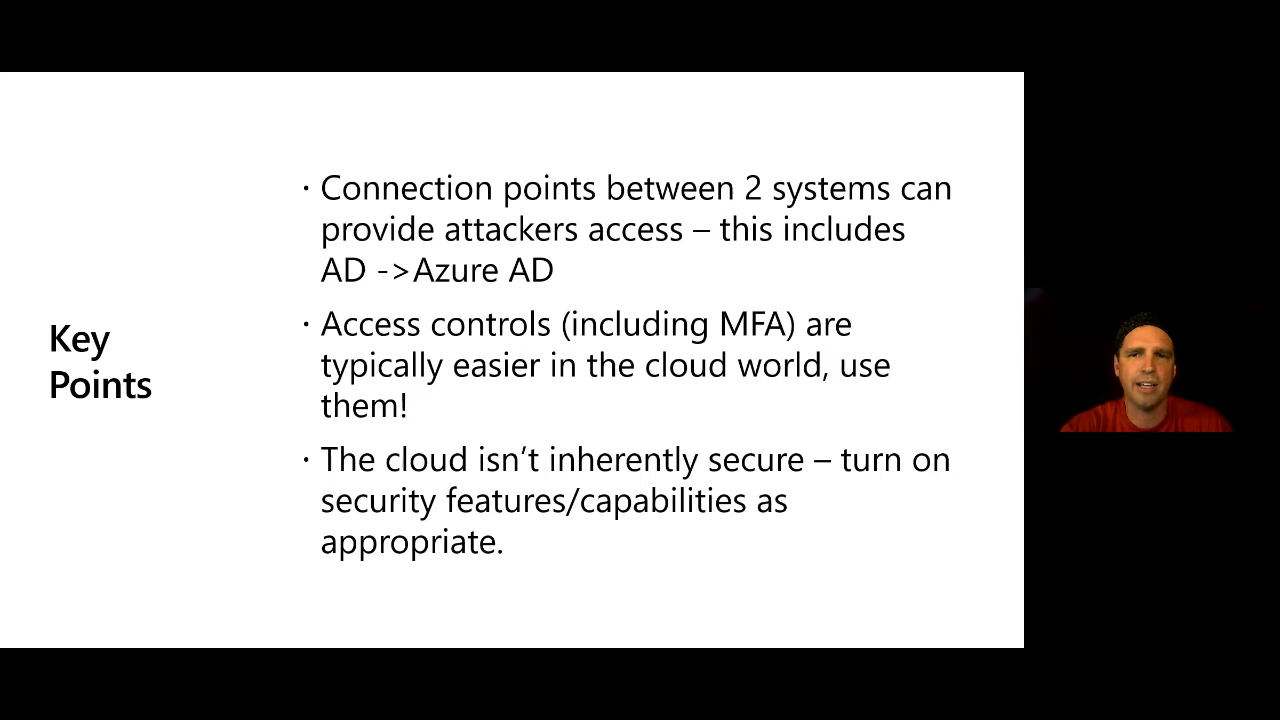 Key
Points
· Connection points between 2 systems can
provide attackers access – this includes
AD ->Azure AD
· Access controls (including MFA) are
typically easier in the cloud world, use
them!
· The cloud isn’t inherently secure – turn on
security features/capabilities as
appropriate.